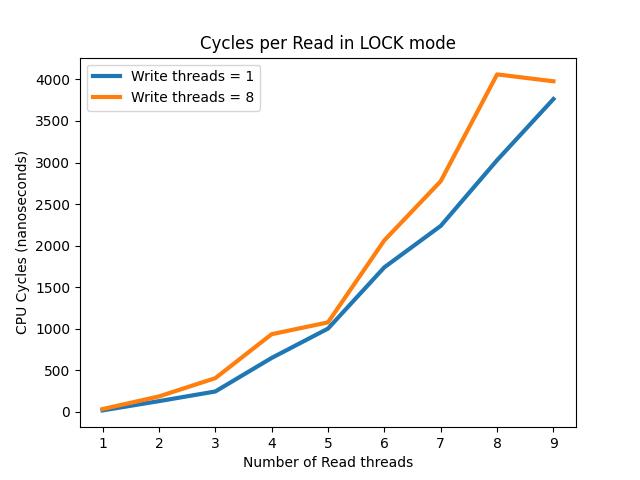 Cycles per Read in LOCK mode
Write threads = 1
Write threads = 8
CPU Cycles (nanoseconds)
4000
3500
3000
2500
2000
1500
1000
500
0
1 2 3 4 5 6 7 8 9
Number of Read threads